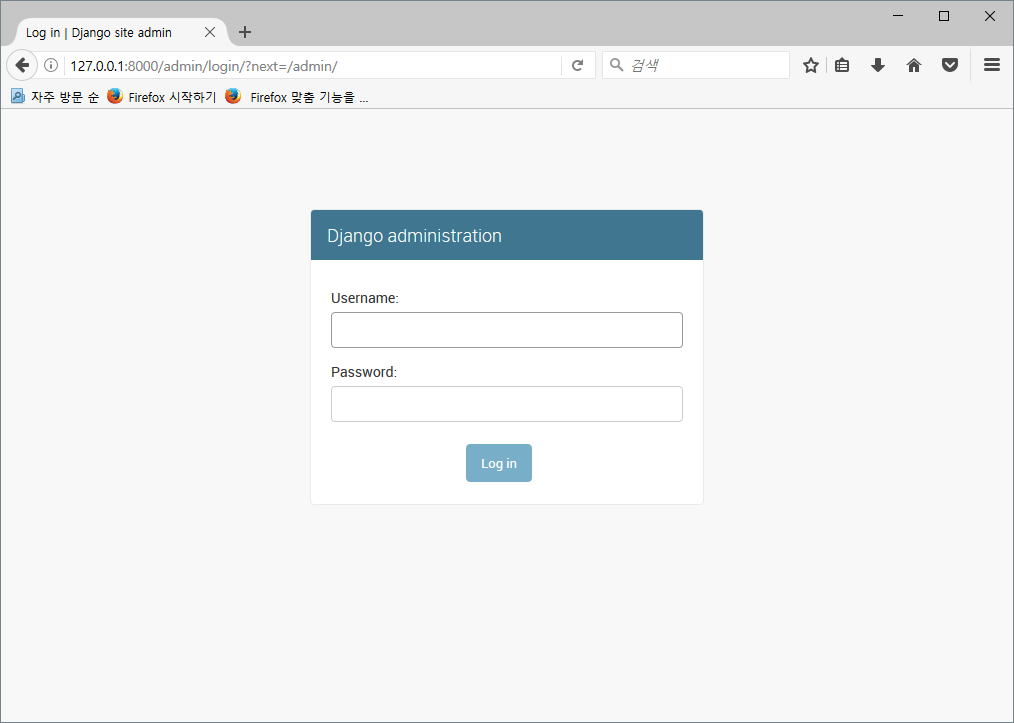 Log in | Django site admin
127.0.0.1:8000/admin/login/?next=/admin/
검색
자주 방문 순 Firefox 시작하기 Firefox 맞춤 기능을 ...
Django administration
Username:
Password:
Log in